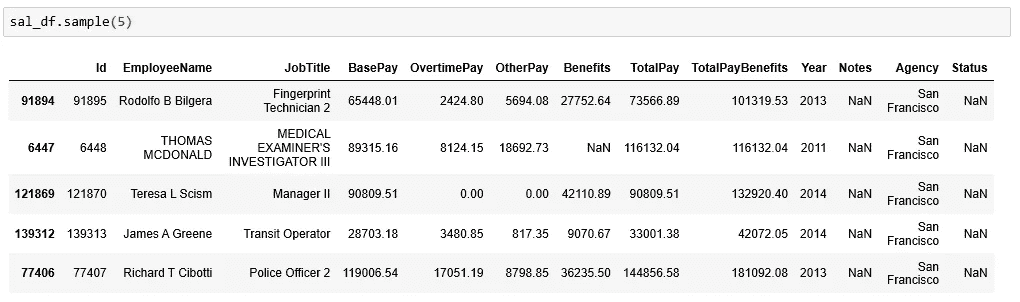 sal_df.sample(5)
Id EmployeeName JobTitle BasePay OvertimePay OtherPay Benefits TotalPay TotalPayBenefits Year Notes Agency Status
91894 91895 Rodolfo B Bilgera Fingerprint Technician 2 65448.01 2424.80 5694.08 27752.64 73566.89 101319.53 2013 NaN San Francisco NaN
6447 6448 THOMAS MCDONALD MEDICAL EXAMINER'S INVESTIGATOR III 89315.16 8124.15 18692.73 NaN 116132.04 116132.04 2011 NaN San Francisco NaN
121869 121870 Teresa L Scism Manager II 90809.51 0.00 0.00 42110.89 90809.51 132920.40 2014 NaN San Francisco NaN
139312 139313 James A Greene Transit Operator 28703.18 3480.85 817.35 9070.67 33001.38 42072.05 2014 NaN San Francisco NaN
77406 77407 Richard T Cibotti Police Officer 2 119006.54 17051.19 8798.85 36235.50 144856.58 181092.08 2013 NaN San Francisco NaN